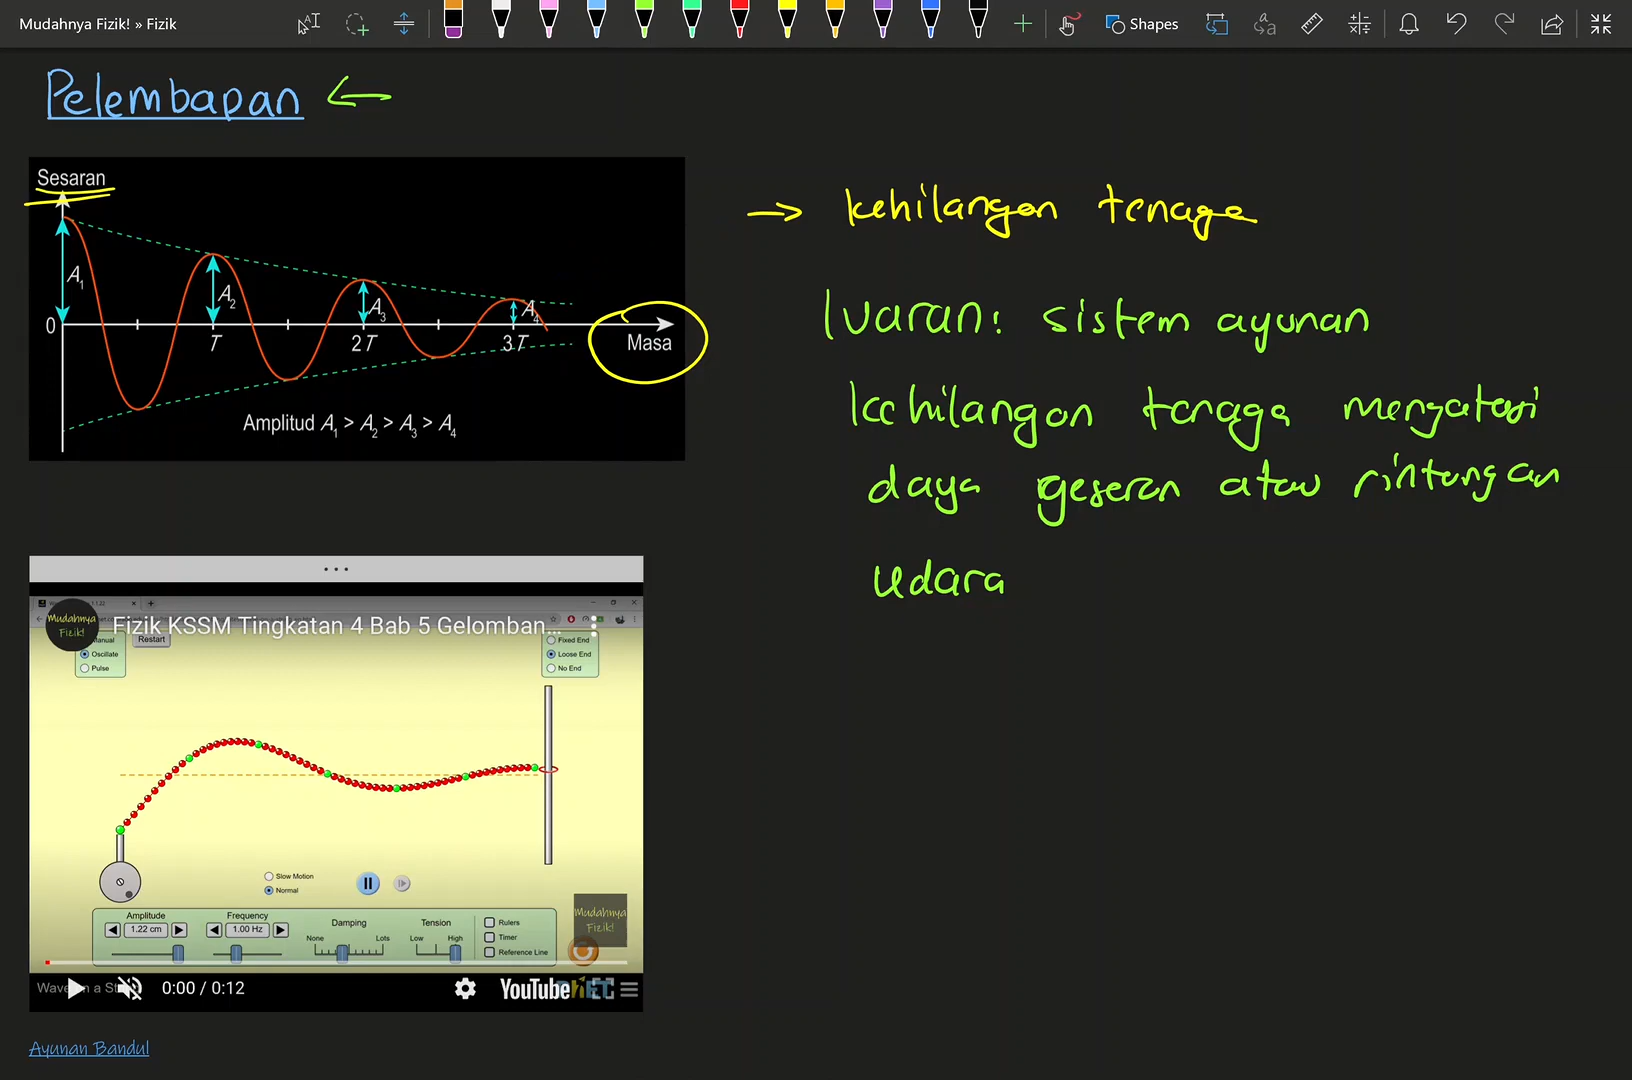 Mudahnya Fizik! » Fizik
Shapes
Pelembapan ←
Sesaran
A₁
A₂
A₃
A₄
0
T
2T
3T
Masa
Amplitud A₁ > A₂ > A₃ > A₄
→ kehilangan tenaga
luaran: sistem ayunan
kehilangan tenaga mengatasi
daya geseran atau rintangan
udara
Mudahnya
Fizik!
Fizik KSSM Tingkatan 4 Bab 5 Gelomban...
Manual
Oscillate
Pulse
Restart
Fixed End
Loose End
No End
Slow Motion
Normal
Amplitude
1.22 cm
Frequency
1.00 Hz
Damping
None Lots
Tension
Low High
Rulers
Timer
Reference Line
Mudahnya
Fizik!
0:00 / 0:12
YouTube
Ayunan Bandul